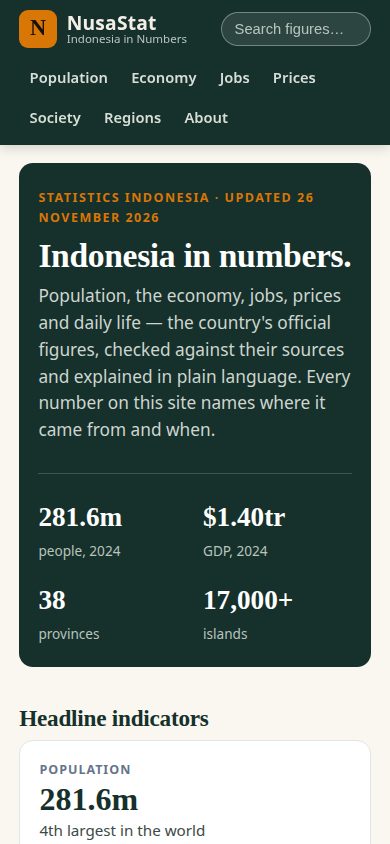 N
NusaStat
Indonesia in Numbers
Search figures…
Population Economy Jobs Prices
Society Regions About
STATISTICS INDONESIA · UPDATED 26
NOVEMBER 2026
Indonesia in numbers.
Population, the economy, jobs, prices
and daily life — the country's official
figures, checked against their sources
and explained in plain language. Every
number on this site names where it
came from and when.
281.6m $1.40tr
people, 2024 GDP, 2024
38 17,000+
provinces islands
Headline indicators
POPULATION
281.6m
4th largest in the world